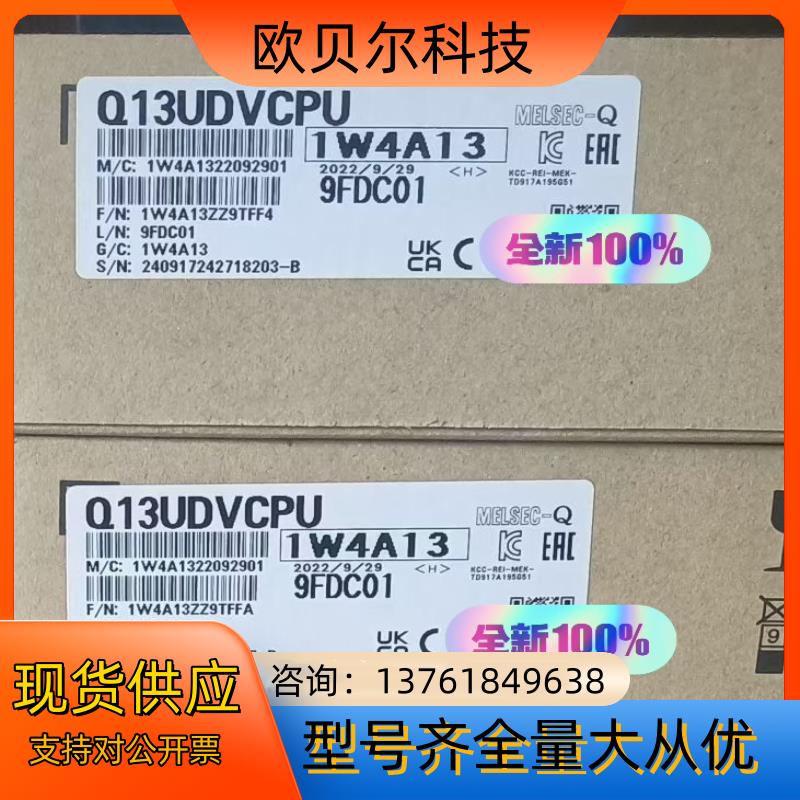 欧贝尔科技
Q13UDVCPU
MELSEC-Q
1W4A13
M/C: 1W4A1322092901
2022/9/29 <H>
KCC-REI-MEK-
TD917A195G51
9FDC01
F/N: 1W4A13ZZ9TFF4
L/N: 9FDC01
G/C: 1W4A13
S/N: 240917242718203-B
UK
CA
EAC
全新100%
Q13UDVCPU
MELSEC-Q
1W4A13
M/C: 1W4A1322092901
2022/9/29 <H>
KCC-REI-MEK-
TD917A195G51
9FDC01
F/N: 1W4A13ZZ9TFFA
EAC
UK
CA
全新100%
现货供应
支持对公开票
咨询：13761849638
型号齐全量大从优